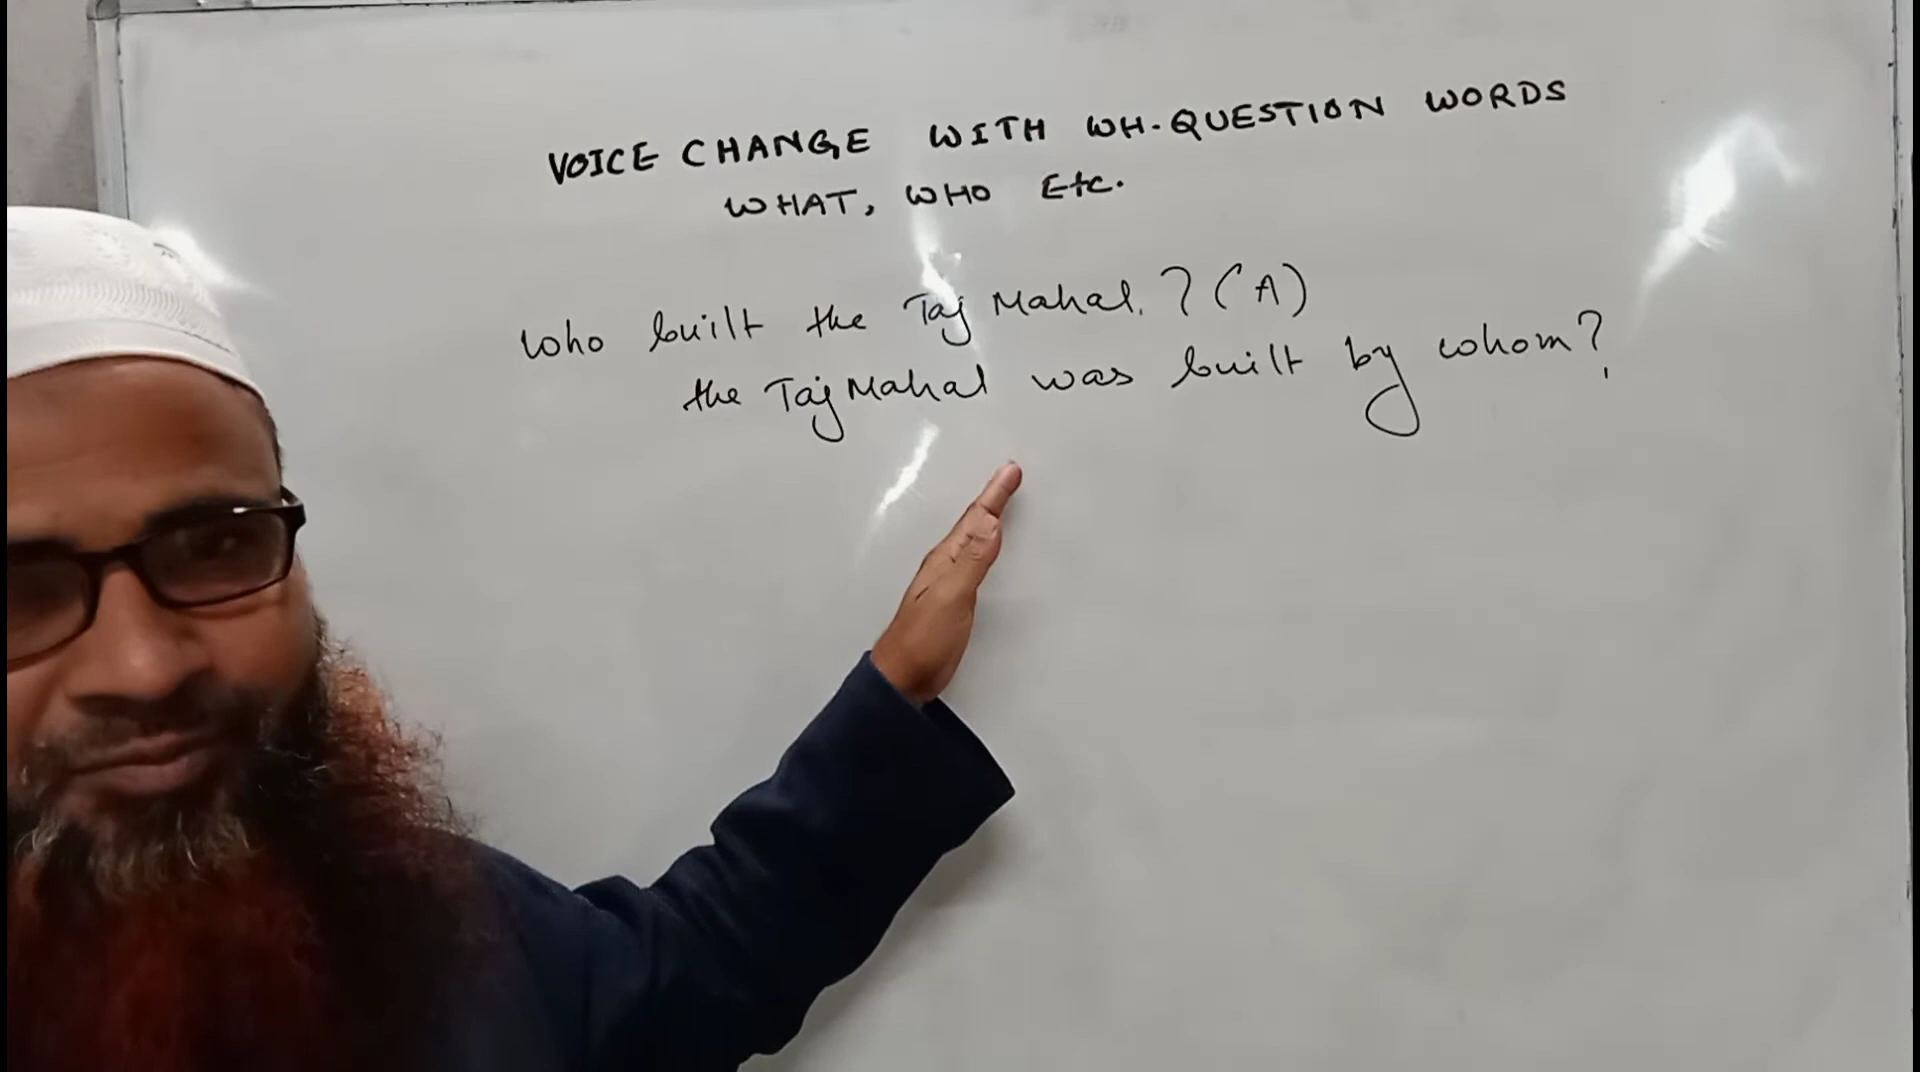 VOICE CHANGE WITH WH-QUESTION WORDS
WHAT, WHO Etc.
Who built the Taj Mahal.? (A)
the Taj Mahal was built by whom?